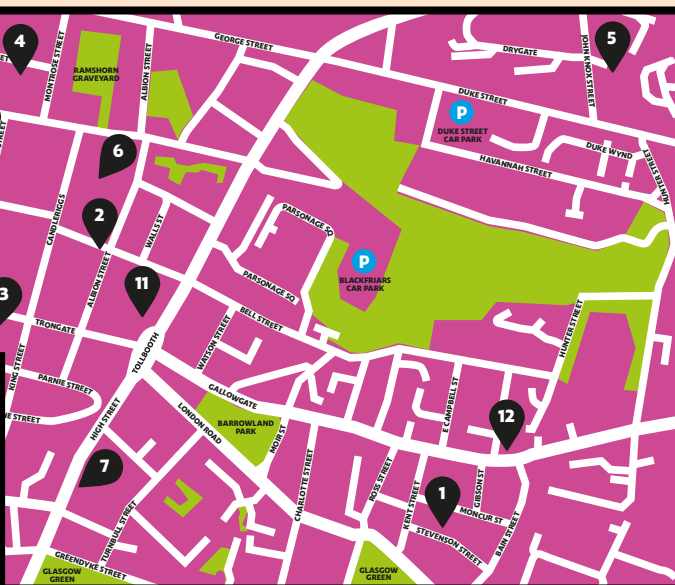 GEORGE STREET
4
5
DRYGATE
MONTROSE STREET
RAMSHORN
GRAVEYARD
ALBION STREET
JOHN KNOX STREET
DUKE STREET
P
DUKE STREET
CAR PARK
HAVANNAH STREET
DUKE WYND
HUNTER STREET
6
2
CANDLERIGGS
WALLS ST
ALBION STREET
PARSONAGE SQ
PARSONAGE SQ
P
BLACKFRIARS
CAR PARK
3
11
TRONGATE
TOLLBOOTH
WATSON STREET
BELL STREET
HUNTER STREET
KING STREET
PARNIE STREET
NE STREET
HIGH STREET
LONDON ROAD
GALLOWGATE
BARROWLAND
PARK
MOIR ST
E CAMPBELL ST
12
7
CHARLOTTE STREET
ROSS STREET
KENT STREET
1
GIBSON ST
MONCUR ST
STEVENSON STREET
BAIN STREET
TURNBULL STREET
GREENDYKE STREET
GLASGOW
GREEN
GLASGOW
GREEN